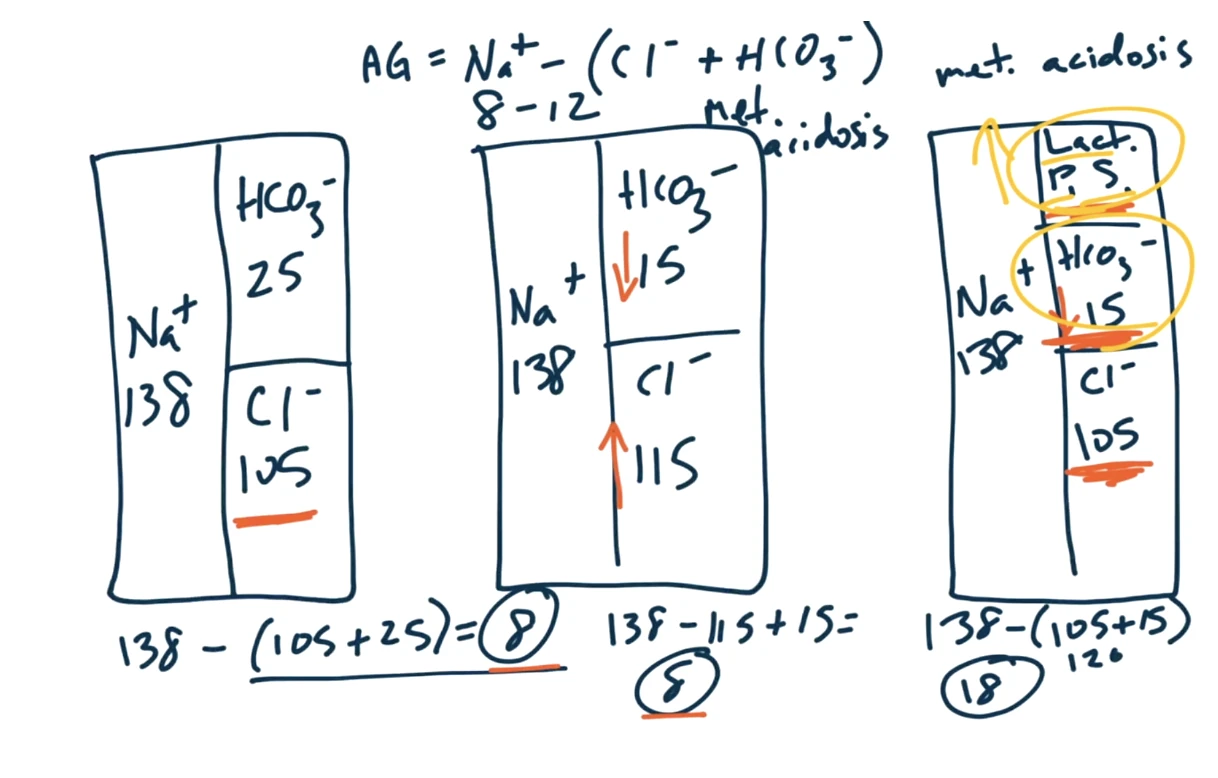 AG = Na⁺ - (Cl⁻ + HCO₃⁻)
8 - 12
HCO₃⁻
25
Na⁺
138
Cl⁻
105
138 - (105 + 25) = 8
met.
acidosis
HCO₃⁻
15
Na⁺
138
Cl⁻
115
138 - 115 + 15 =
8
met. acidosis
Lact.
P, S.
HCO₃⁻
15
Na⁺
138
Cl⁻
105
138 - (105 + 15)
120
18